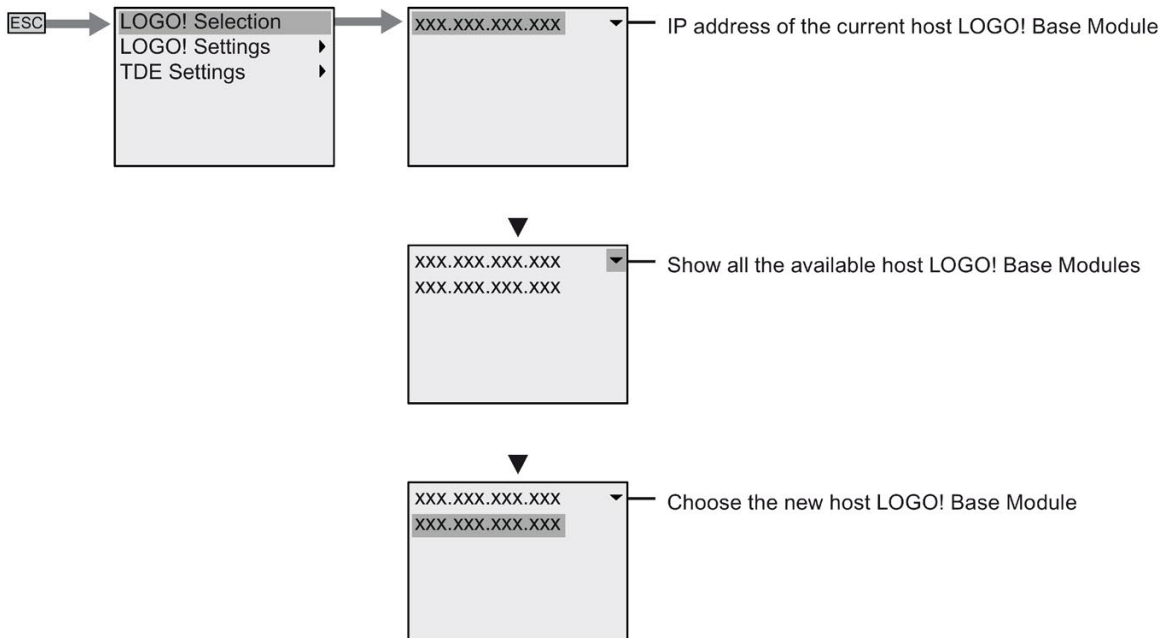 ESC
LOGO! Selection
LOGO! Settings
TDE Settings
xxx.xxx.xxx.xxx
IP address of the current host LOGO! Base Module
xxx.xxx.xxx.xxx
xxx.xxx.xxx.xxx
Show all the available host LOGO! Base Modules
xxx.xxx.xxx.xxx
xxx.xxx.xxx.xxx
Choose the new host LOGO! Base Module